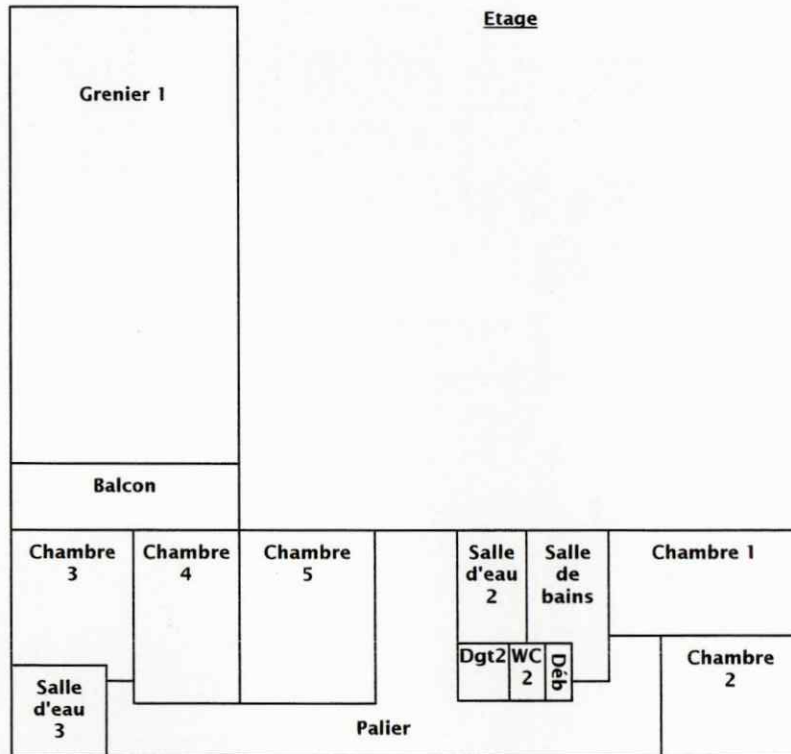 Etage
Grenier 1
Balcon
Chambre
3
Chambre
4
Chambre
5
Salle
d'eau
2
Salle
de
bains
Chambre 1
Dgt2
WC
2
Déb
Chambre
2
Salle
d'eau
3
Palier